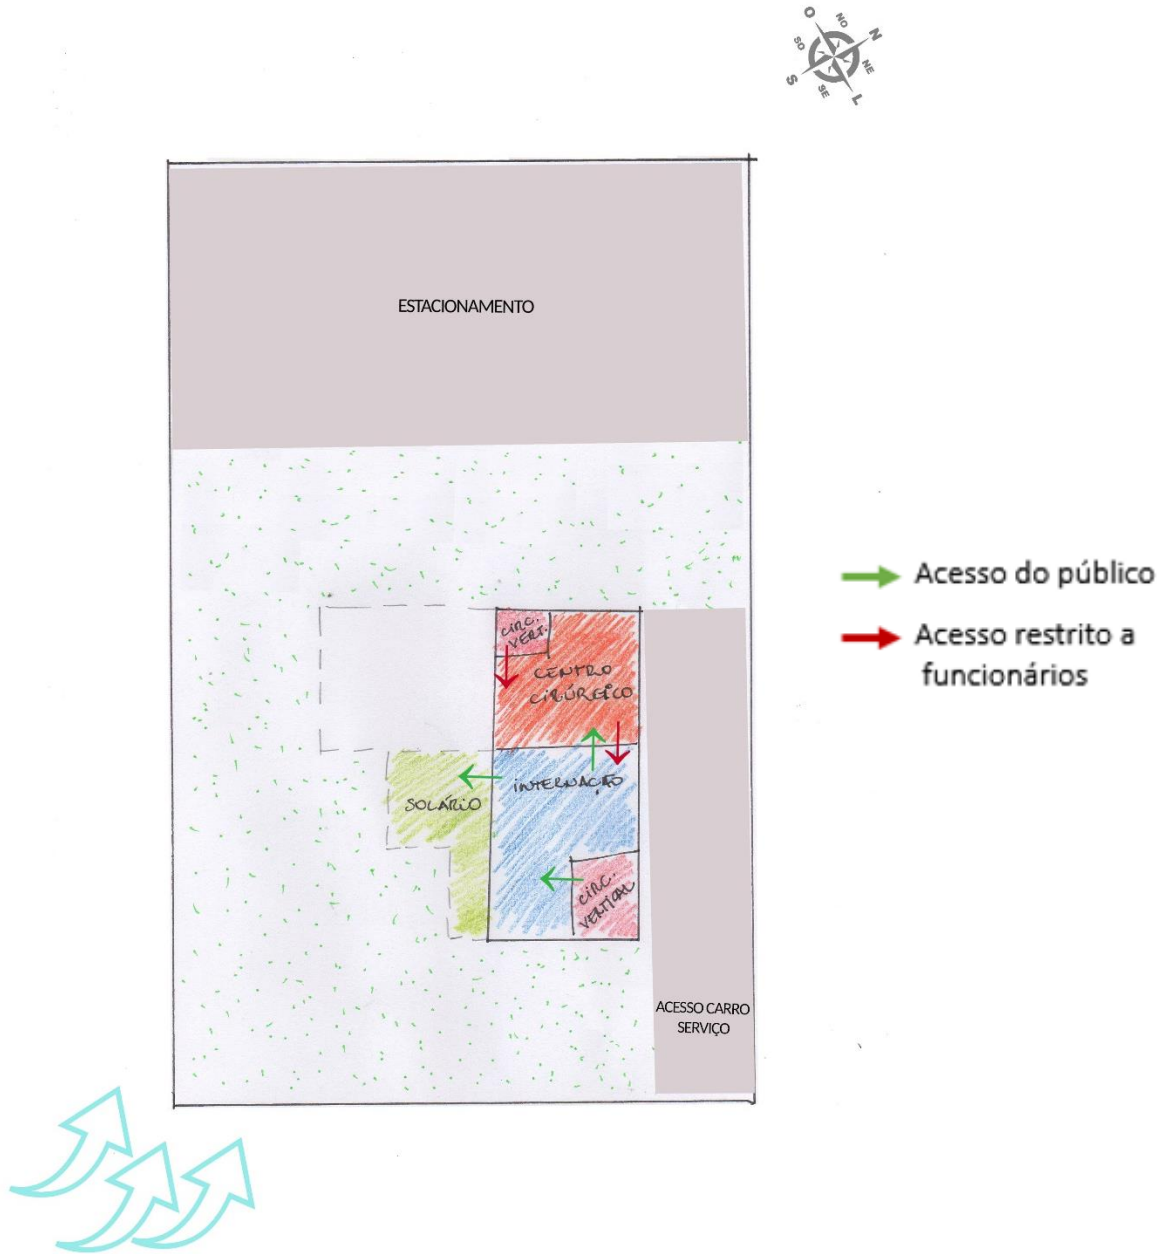 O
NO
N
SO
NE
S
SE
L
ESTACIONAMENTO
Acesso do público
Acesso restrito a
funcionários
CIRC.
VERT.
CENTRO
CIRÚRGICO
INTERNAÇÃO
SOLÁRIO
CIRC.
VERTICAL
ACESSO CARRO
SERVIÇO